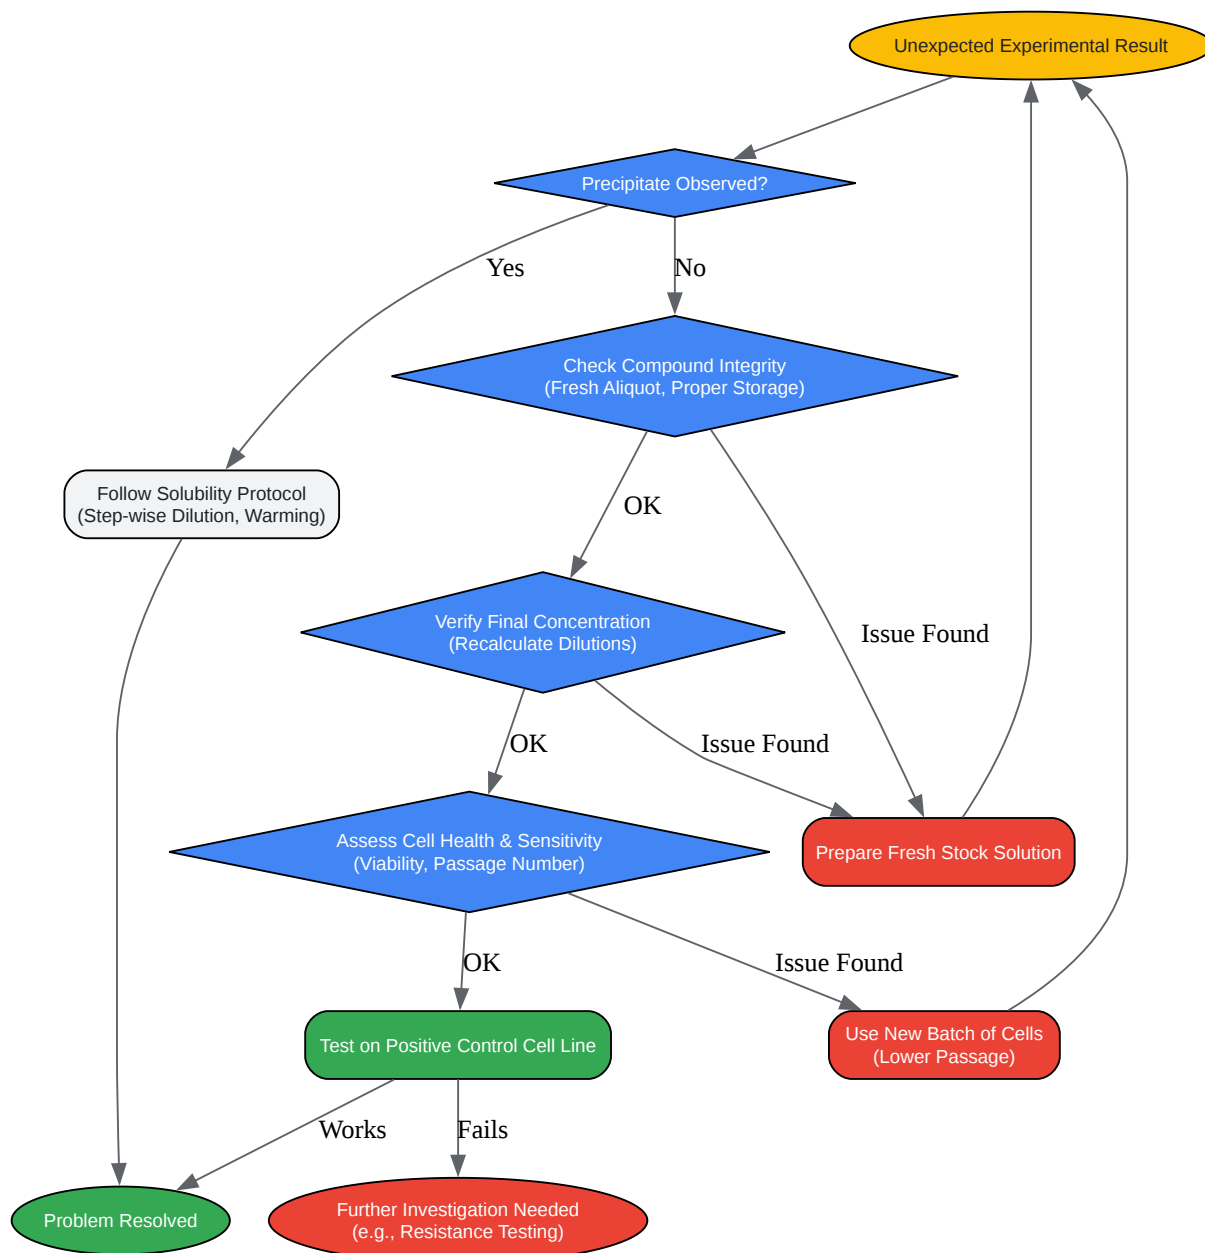 Unexpected Experimental Result
Precipitate Observed?
Yes
No
Check Compound Integrity
(Fresh Aliquot, Proper Storage)
Follow Solubility Protocol
(Step-wise Dilution, Warming)
OK
Verify Final Concentration
(Recalculate Dilutions)
Issue Found
OK
Issue Found
Assess Cell Health & Sensitivity
(Viability, Passage Number)
Prepare Fresh Stock Solution
OK
Issue Found
Test on Positive Control Cell Line
Use New Batch of Cells
(Lower Passage)
Works
Fails
Problem Resolved
Further Investigation Needed
(e.g., Resistance Testing)